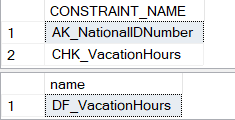 CONSTRAINT_NAME
1 AK_NationalIDNumber
2 CHK_VacationHours
name
1 DF_VacationHours